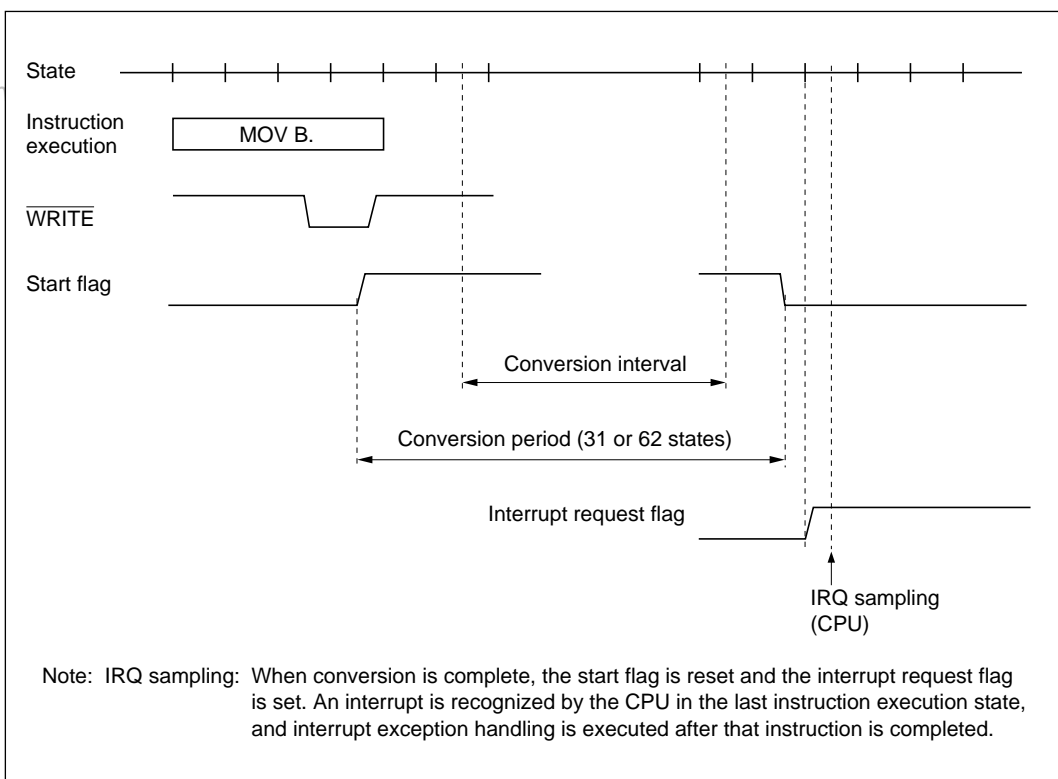 State
Instruction
execution
MOV B.
WRITE
Start flag
Conversion interval
Conversion period (31 or 62 states)
Interrupt request flag
IRQ sampling
(CPU)
Note: IRQ sampling: When conversion is complete, the start flag is reset and the interrupt request flag
is set. An interrupt is recognized by the CPU in the last instruction execution state,
and interrupt exception handling is executed after that instruction is completed.